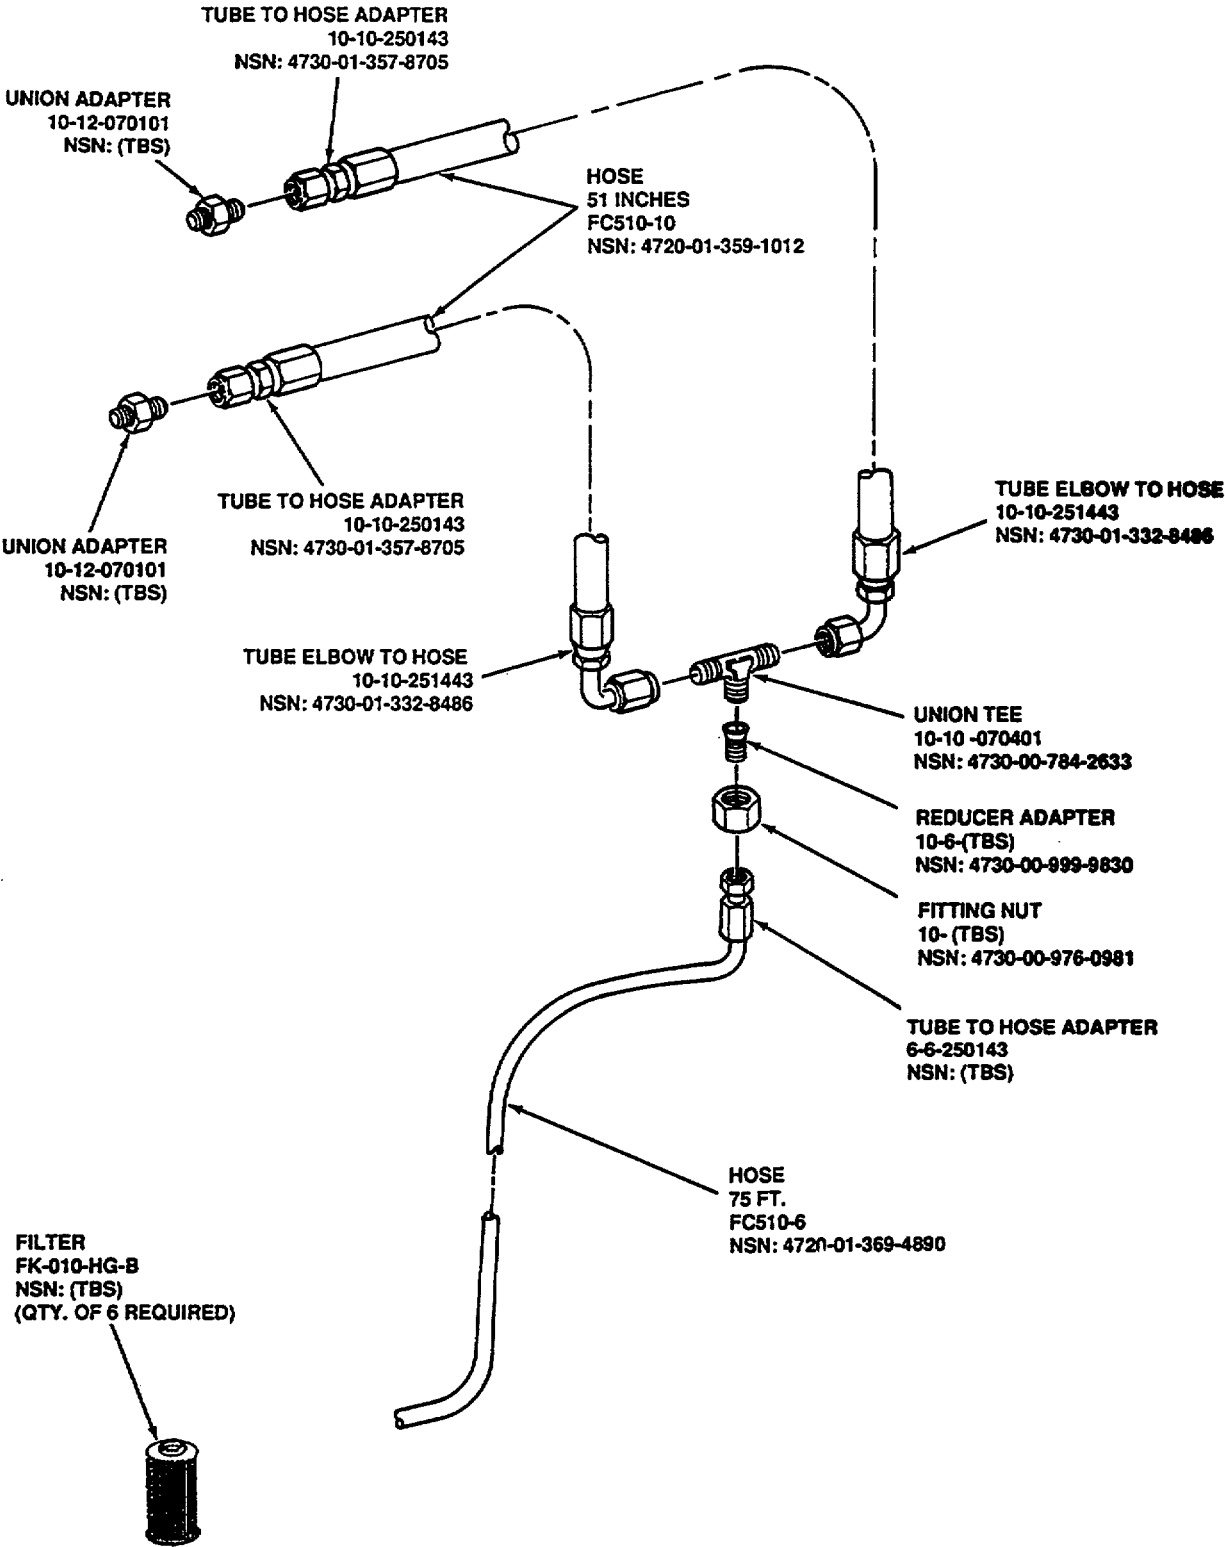 TUBE TO HOSE ADAPTER
10-10-250143
NSN: 4730-01-357-8705
UNION ADAPTER
10-12-070101
NSN: (TBS)
HOSE
51 INCHES
FC510-10
NSN: 4720-01-359-1012
TUBE TO HOSE ADAPTER
10-10-250143
NSN: 4730-01-357-8705
UNION ADAPTER
10-12-070101
NSN: (TBS)
TUBE ELBOW TO HOSE
10-10-251443
NSN: 4730-01-332-8486
TUBE ELBOW TO HOSE
10-10-251443
NSN: 4730-01-332-8486
UNION TEE
10-10 -070401
NSN: 4730-00-784-2633
REDUCER ADAPTER
10-6-(TBS)
NSN: 4730-00-999-9830
FITTING NUT
10- (TBS)
NSN: 4730-00-976-0981
TUBE TO HOSE ADAPTER
6-6-250143
NSN: (TBS)
HOSE
75 FT.
FC510-6
NSN: 4720-01-369-4890
FILTER
FK-010-HG-B
NSN: (TBS)
(QTY. OF 6 REQUIRED)